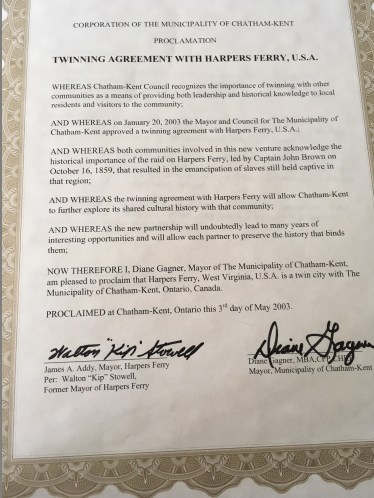 CORPORATION OF THE MUNICIPALITY OF CHATHAM-KENT
PROCLAMATION
TWINNING AGREEMENT WITH HARPERS FERRY, U.S.A.
WHEREAS Chatham-Kent Council recognizes the importance of twinning with other
communities as a means of providing both leadership and historical knowledge to local
residents and visitors to the community;
AND WHEREAS on January 20, 2003 the Mayor and Council for The Municipality of
Chatham-Kent approved a twinning agreement with Harpers Ferry, U.S.A.;
AND WHEREAS both communities involved in this new venture acknowledge the
historical importance of the raid on Harpers Ferry, led by Captain John Brown on
October 16, 1859, that resulted in the emancipation of slaves still held captive in
that region;
AND WHEREAS the twinning agreement with Harpers Ferry will allow Chatham-Kent
to further explore its shared cultural history with that community;
AND WHEREAS the new partnership will undoubtedly lead to many years of
interesting opportunities and will allow each partner to preserve the history that binds
them;
NOW THEREFORE I, Diane Gagner, Mayor of The Municipality of Chatham-Kent,
am pleased to proclaim that Harpers Ferry, West Virginia, U.S.A. is a twin city with The
Municipality of Chatham-Kent, Ontario, Canada.
PROCLAIMED at Chatham-Kent, Ontario this 3rd day of May 2003.
Walton "Kip" Stowell Diane Gagner
James A. Addy, Mayor, Harpers Ferry Diane Gagner, MBA,
Per: Walton "Kip" Stowell, Mayor, Municipality of Chatham-Kent
Former Mayor of Harpers Ferry